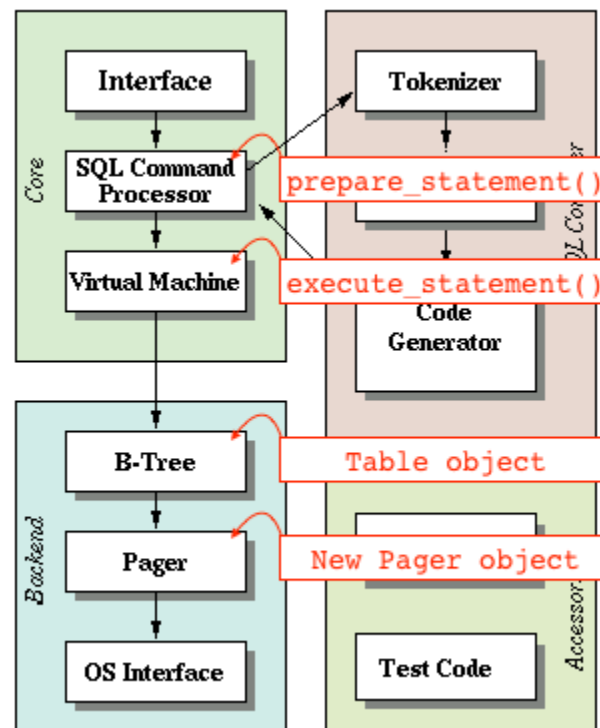 Core
Interface
SQL Command
Processor
Virtual Machine
Tokenizer
prepare_statement()
execute_statement()
Code
Generator
Backend
B-Tree
Pager
OS Interface
Table object
New Pager object
Test Code